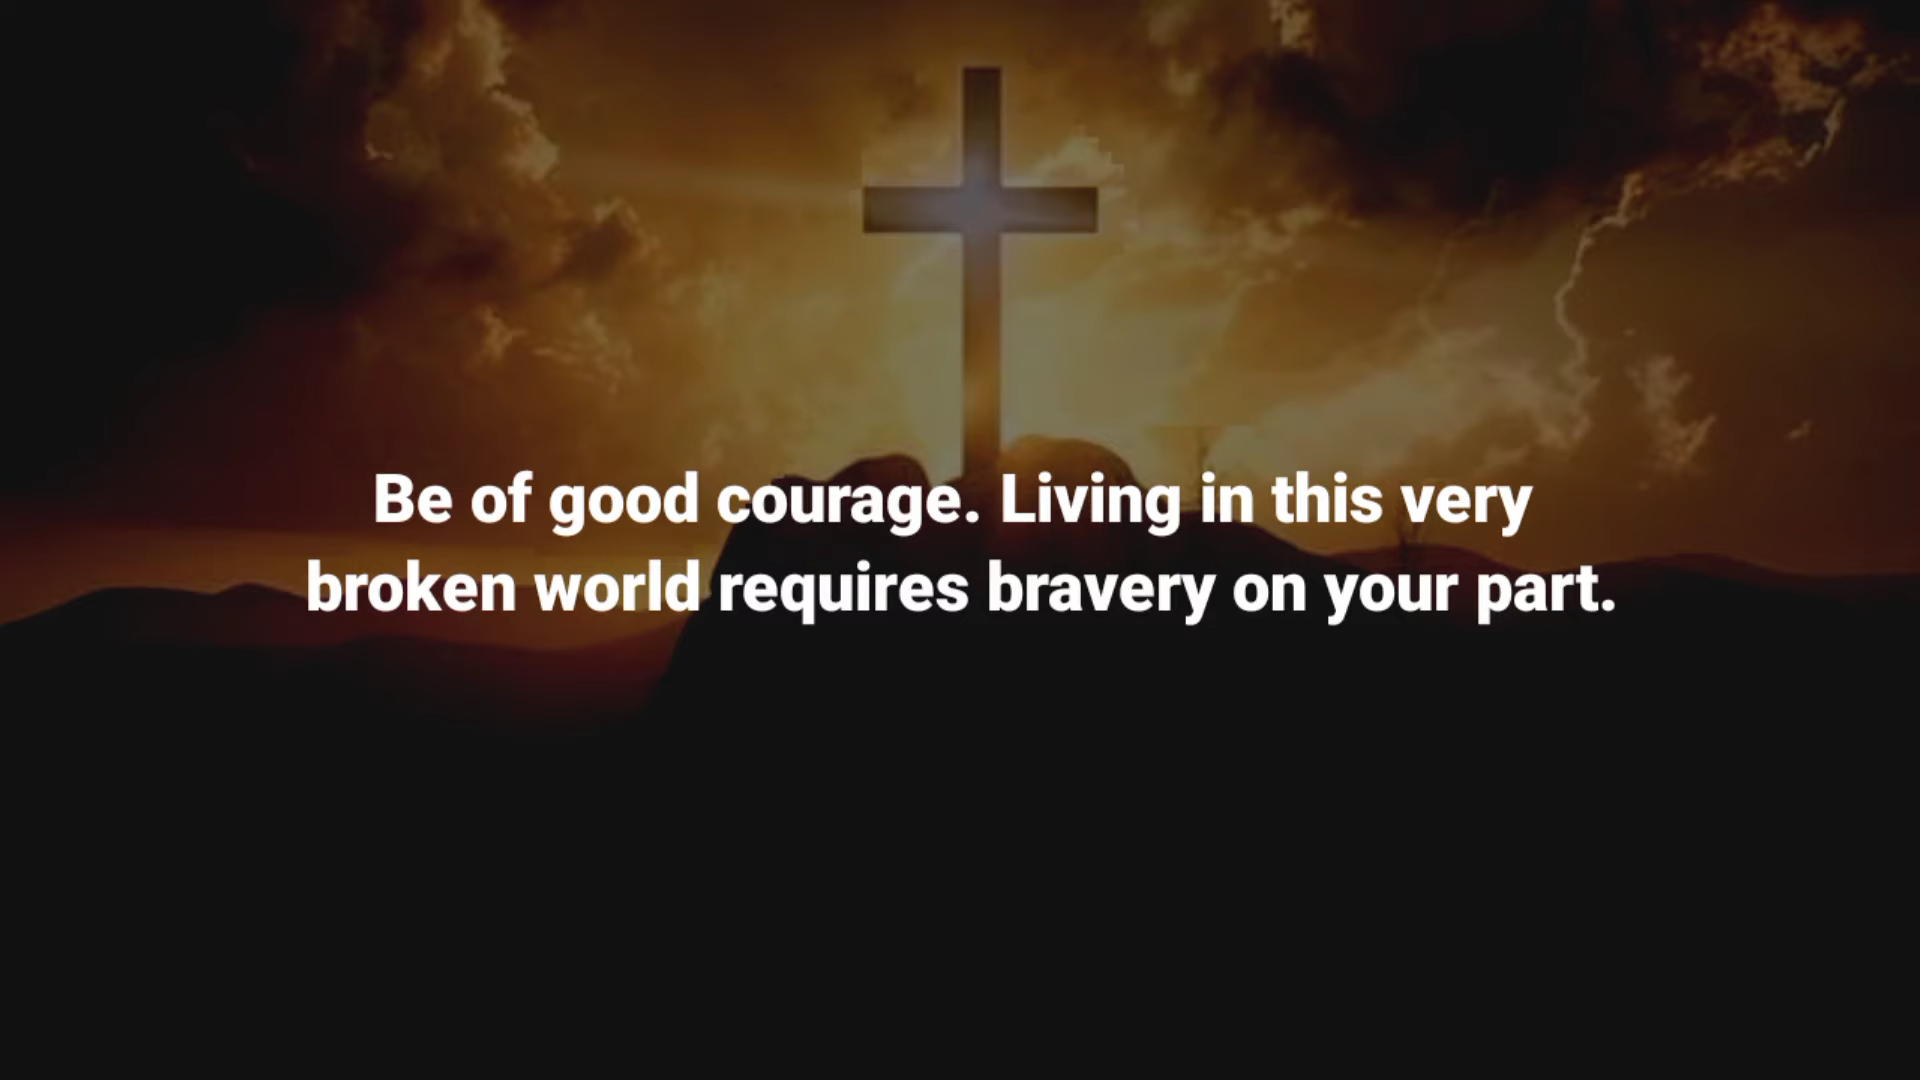 Be of good courage. Living in this very
broken world requires bravery on your part.